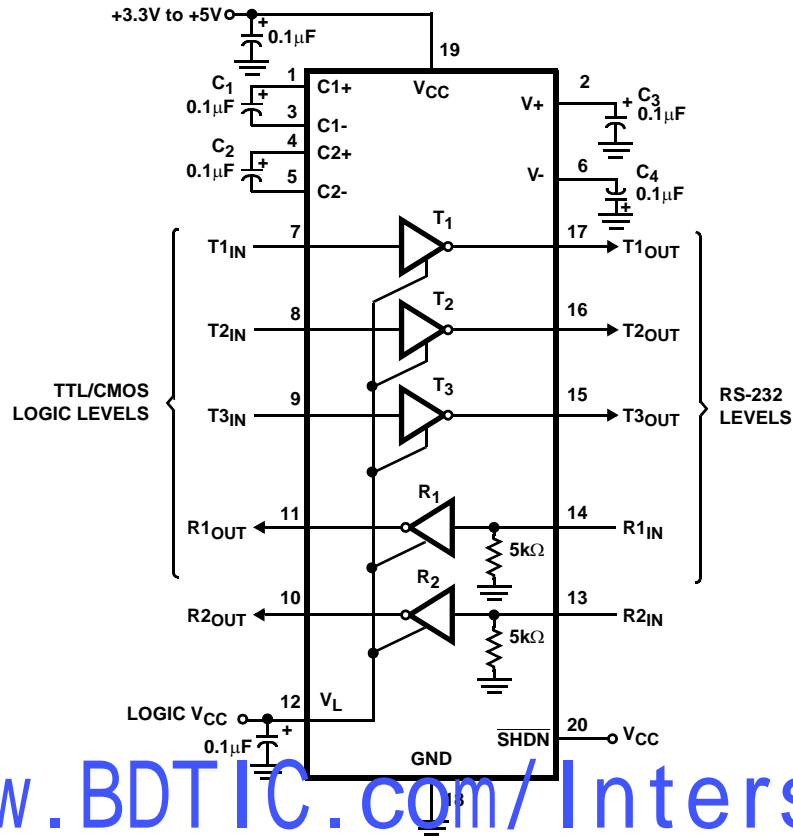 +3.3V to +5V
+
0.1μF
19
1
C1
0.1μF
+
C1+
VCC
2
V+
+
C3
0.1μF
3
C1-
4
C2
0.1μF
+
C2+
5
C2-
V-
6
C4
0.1μF
+
T1IN
7
T1
17
T1OUT
T2IN
8
T2
16
T2OUT
TTL/CMOS
LOGIC LEVELS
T3IN
9
T3
15
T3OUT
RS-232
LEVELS
R1OUT
11
R1
14
R1IN
5kΩ
R2OUT
10
R2
13
R2IN
5kΩ
LOGIC VCC
12
VL
+
0.1μF
SHDN
20
VCC
GND
18
w.BDTIC.com/Inters